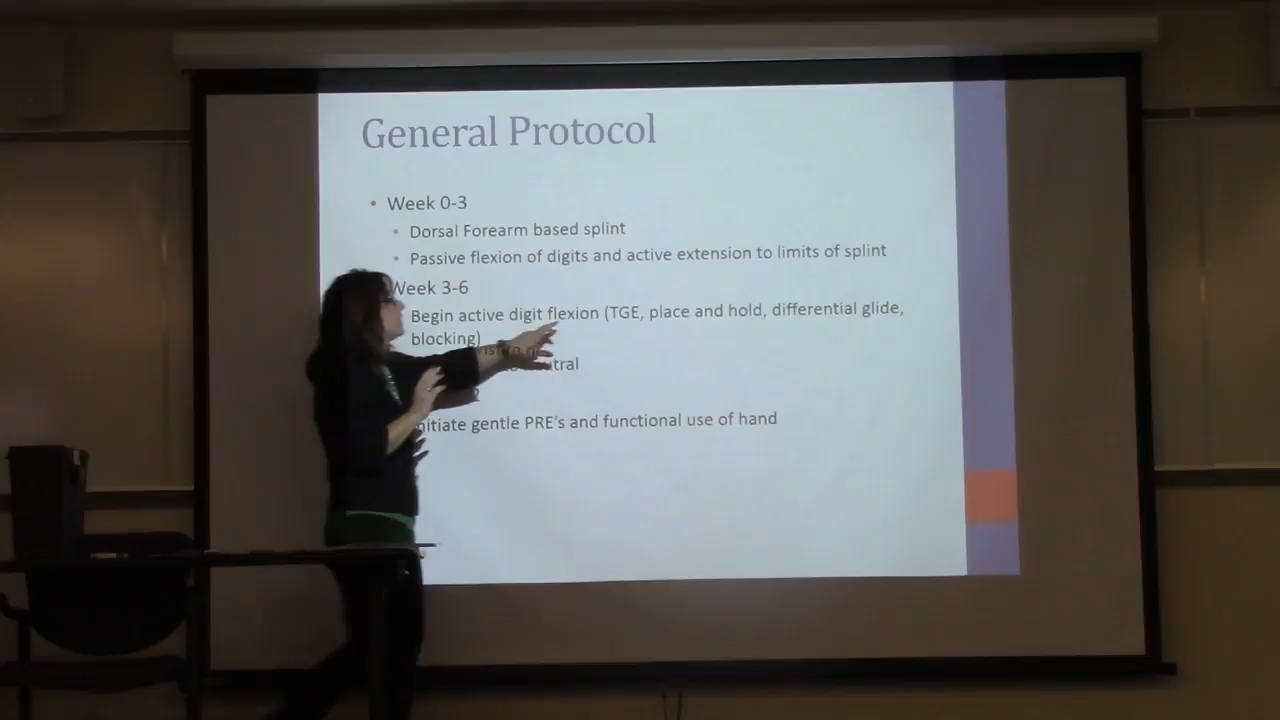 General Protocol
• Week 0-3
• Dorsal Forearm based splint
• Passive flexion of digits and active extension to limits of splint
Week 3-6
Begin active digit flexion (TGE, place and hold, differential glide,
blocking)
nitiate gentle PRE's and functional use of hand